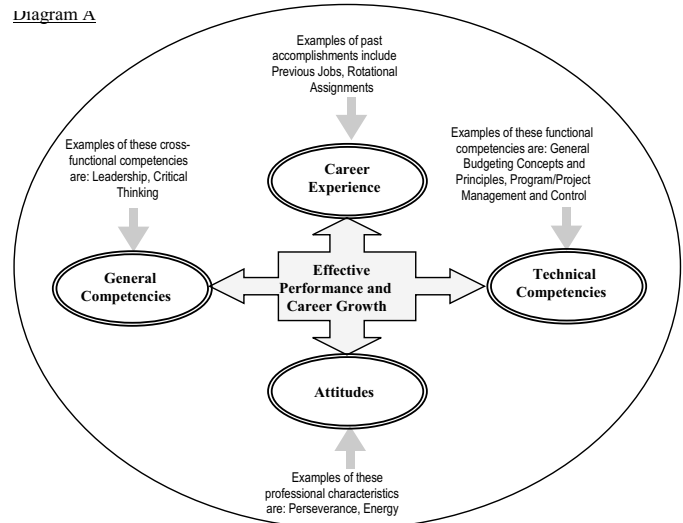 Diagram A
Examples of past
accomplishments include
Previous Jobs, Rotational
Assignments
Examples of these cross-
functional competencies
are: Leadership, Critical
Thinking
Examples of these functional
competencies are: General
Budgeting Concepts and
Principles, Program/Project
Management and Control
Career
Experience
General
Competencies
Effective
Performance and
Career Growth
Technical
Competencies
Attitudes
Examples of these
professional characteristics
are: Perseverance, Energy